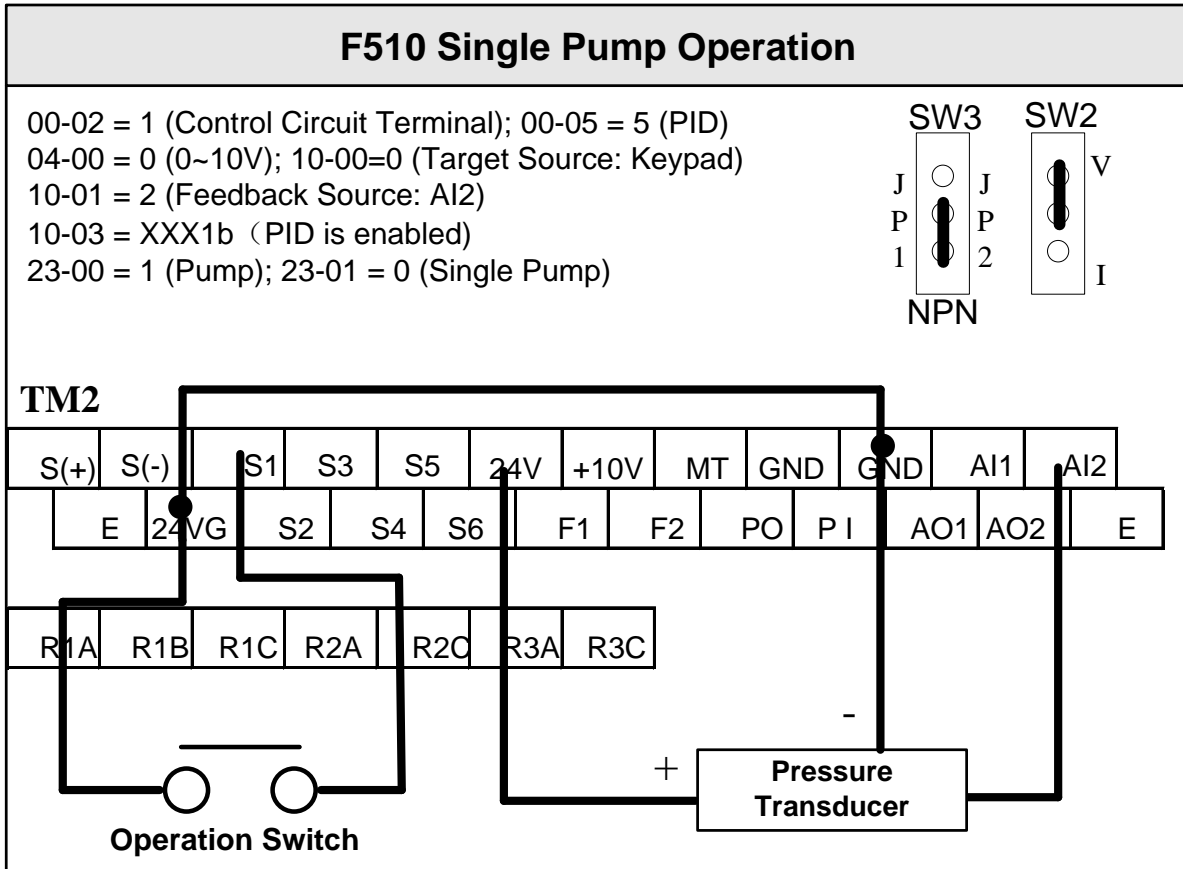 F510 Single Pump Operation
00-02 = 1 (Control Circuit Terminal); 00-05 = 5 (PID)
04-00 = 0 (0~10V); 10-00=0 (Target Source: Keypad)
10-01 = 2 (Feedback Source: AI2)
10-03 = XXX1b（PID is enabled)
23-00 = 1 (Pump); 23-01 = 0 (Single Pump)
SW3 SW2
J J V
P P
1 2 I
NPN
TM2
S(+) S(-) S1 S3 S5 24V +10V MT GND GND AI1 AI2
E 24VG S2 S4 S6 F1 F2 PO P I AO1 AO2 E
R1A R1B R1C R2A R2C R3A R3C
-
+ Pressure
Transducer
Operation Switch